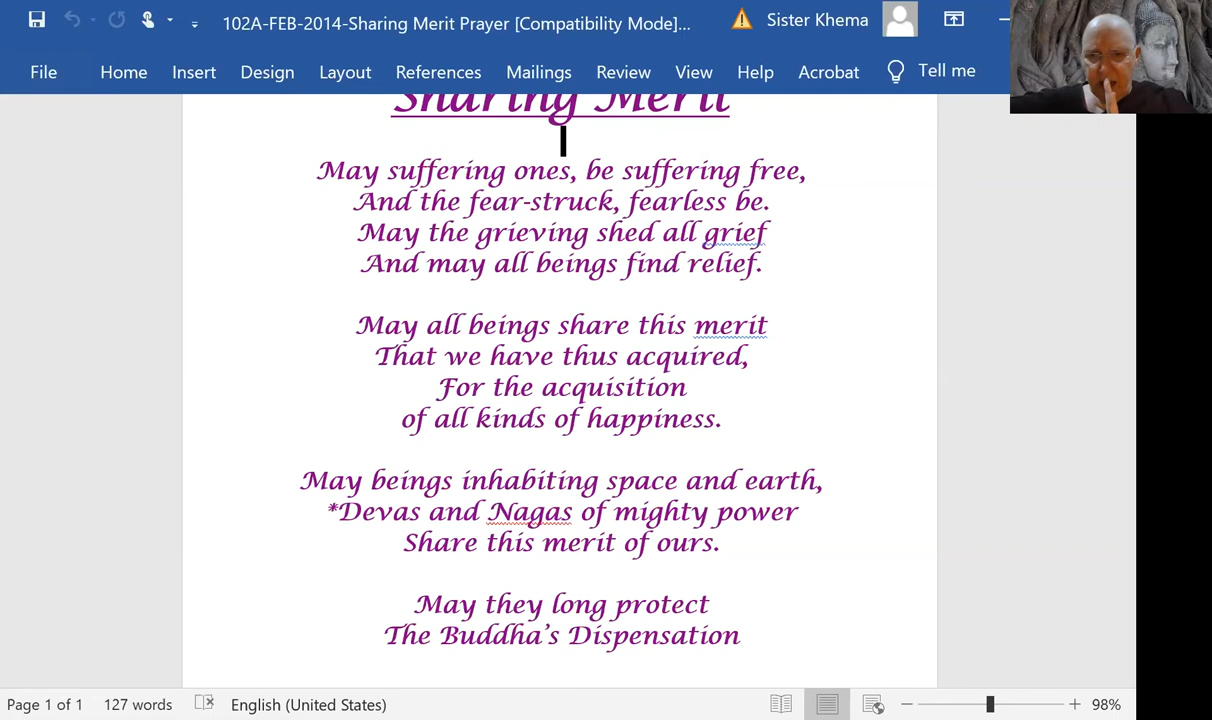 102A-FEB-2014-Sharing Merit Prayer [Compatibility Mode]... Sister Khema
File Home Insert Design Layout References Mailings Review View Help Acrobat Tell me
Sharing Merit
May suffering ones, be suffering free,
And the fear-struck, fearless be.
May the grieving shed all grief
And may all beings find relief.
May all beings share this merit
That we have thus acquired,
For the acquisition
of all kinds of happiness.
May beings inhabiting space and earth,
*Devas and Nagas of mighty power
Share this merit of ours.
May they long protect
The Buddha's Dispensation
Page 1 of 1 127 words English (United States) 98%